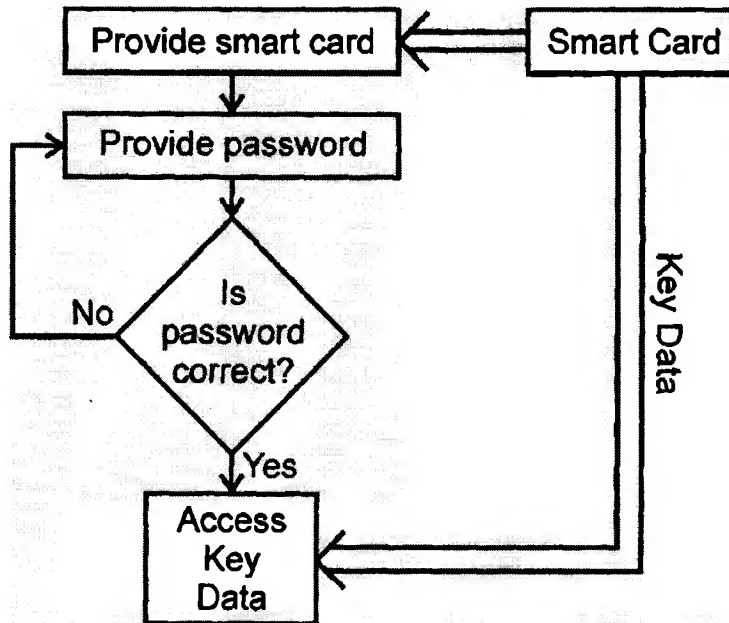 Provide smart card
Smart Card
Provide password
No
Is
password
correct?
Key Data
Yes
Access
Key
Data